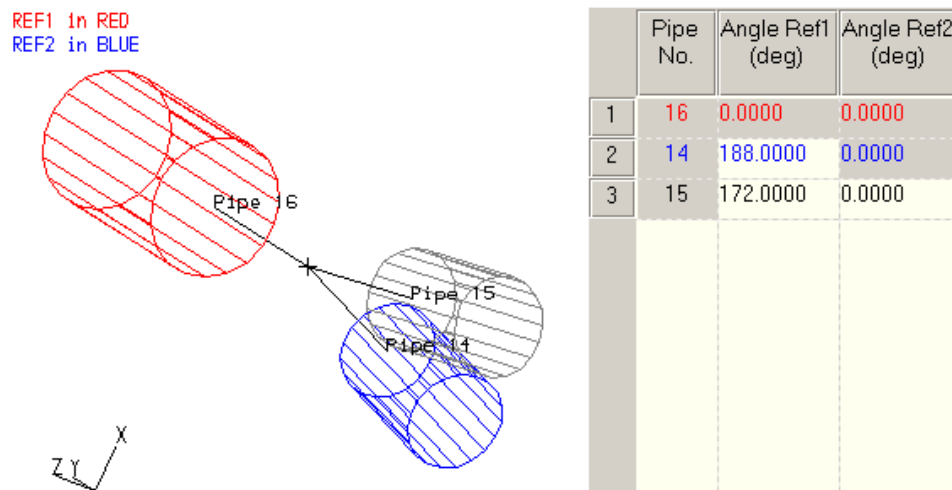 REF1 in RED
REF2 in BLUE
Pipe 16
Pipe 15
Pipe 14
X
Z Y
Pipe No. Angle Ref1 (deg) Angle Ref2 (deg)
1 16 0.0000 0.0000
2 14 188.0000 0.0000
3 15 172.0000 0.0000